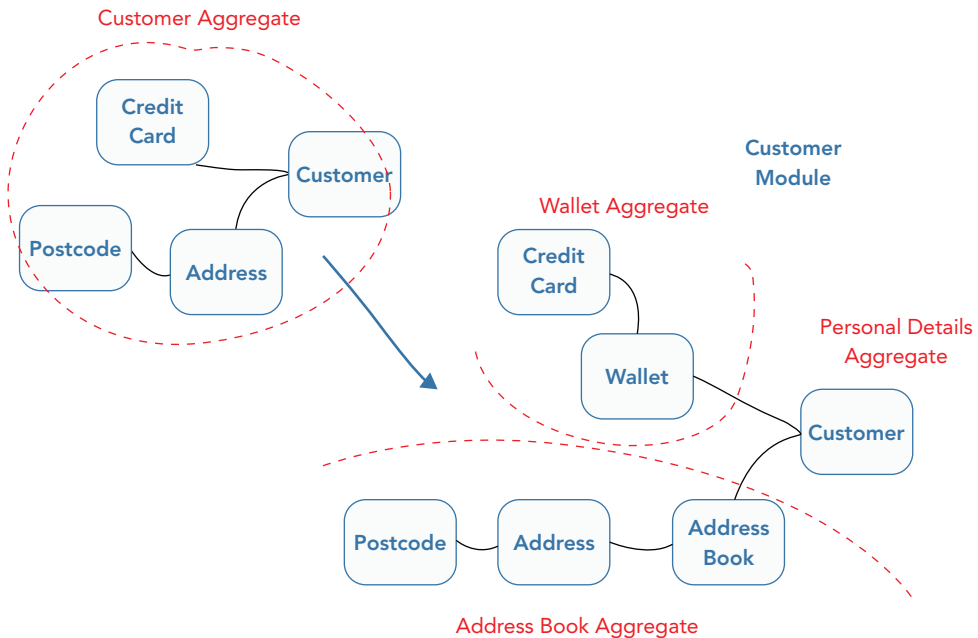 Customer Aggregate
Credit
Card
Customer
Postcode
Address
Customer
Module
Wallet Aggregate
Credit
Card
Personal Details
Aggregate
Wallet
Customer
Postcode
Address
Address
Book
Address Book Aggregate